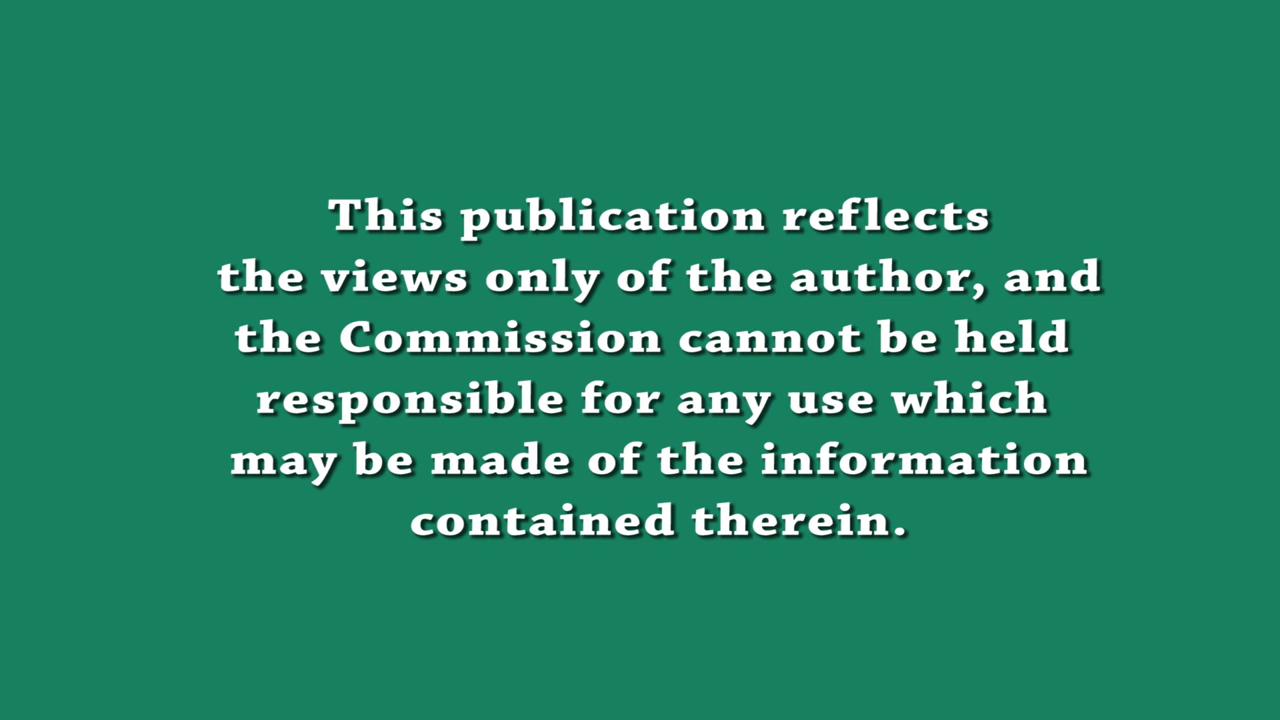 This publication reflects
the views only of the author, and
the Commission cannot be held
responsible for any use which
may be made of the information
contained therein.